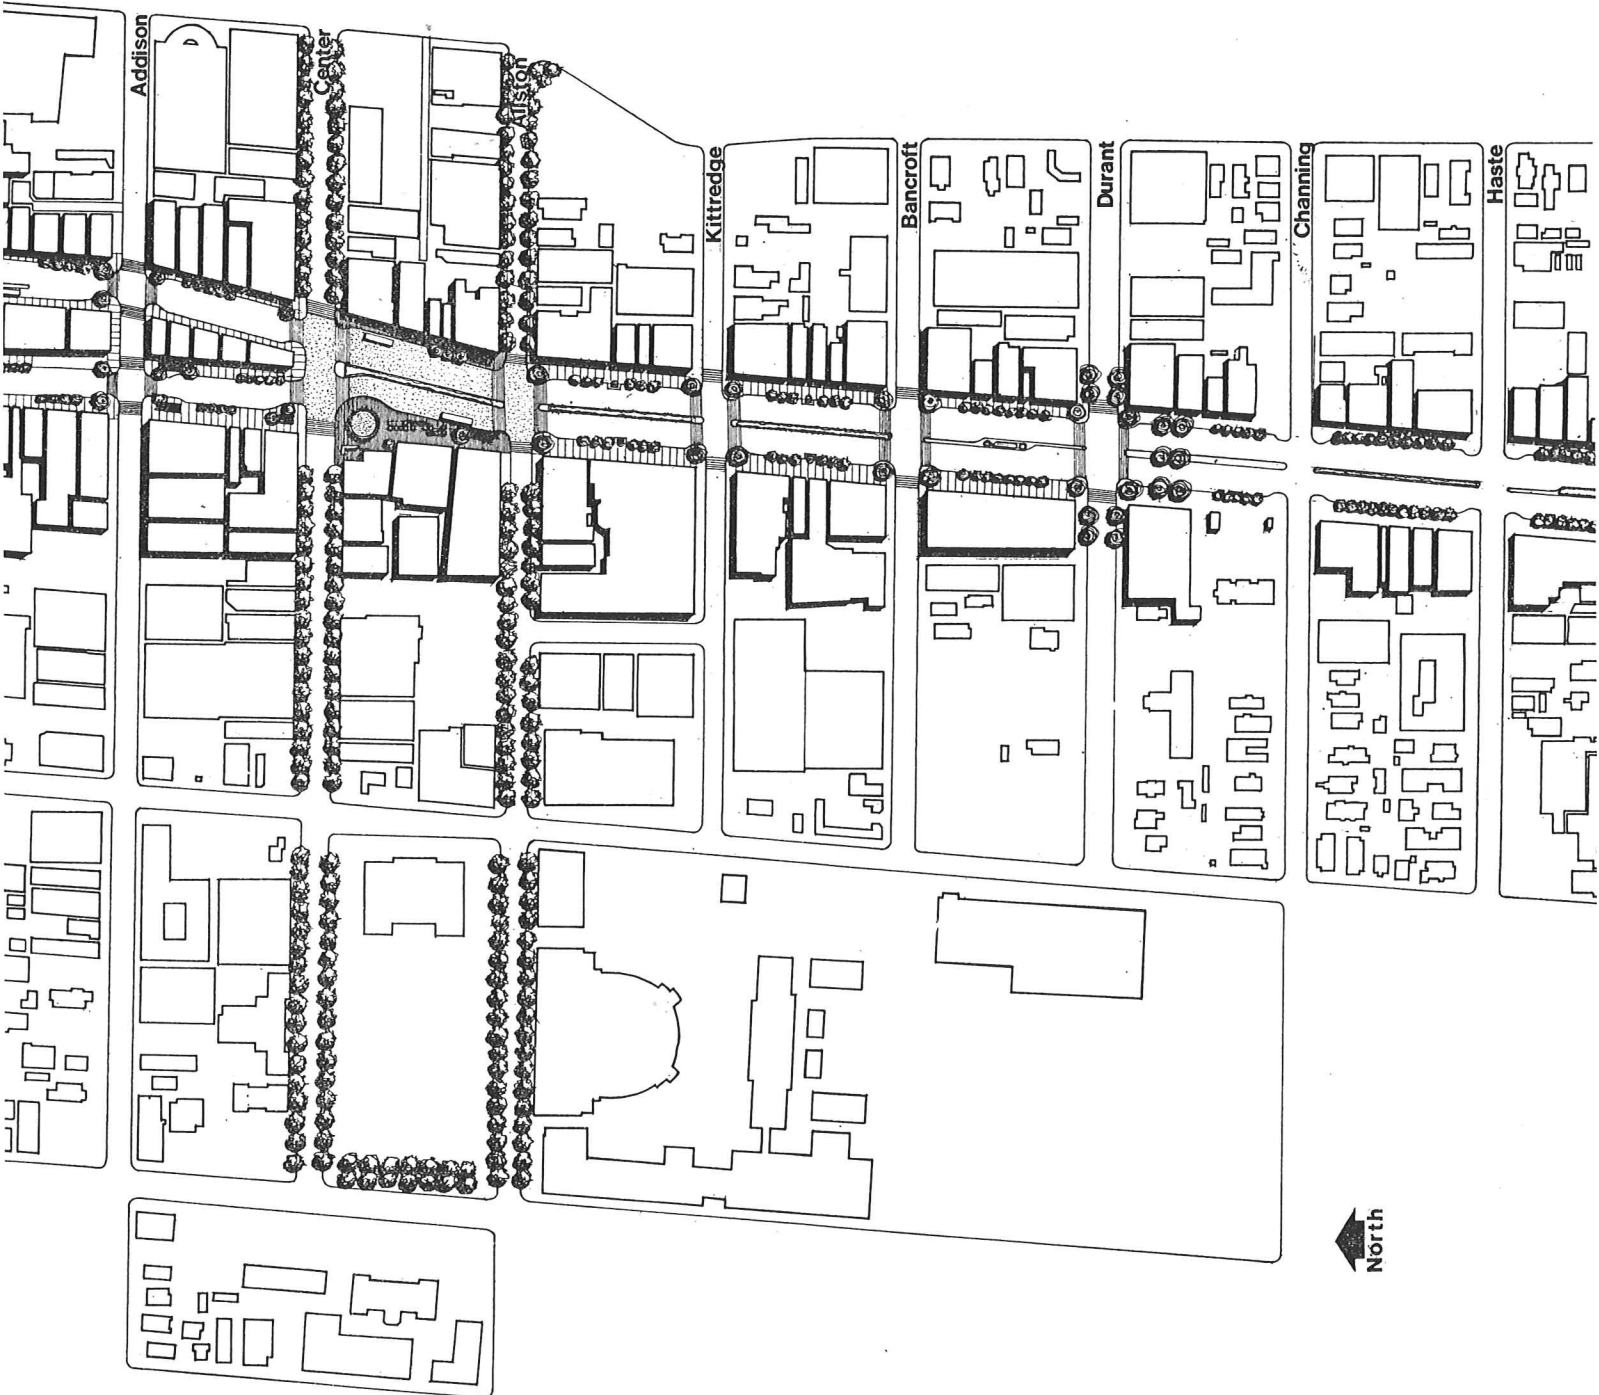 Addison
Center
Allston
Kittredge
Bancroft
Durant
Channing
Haste
North